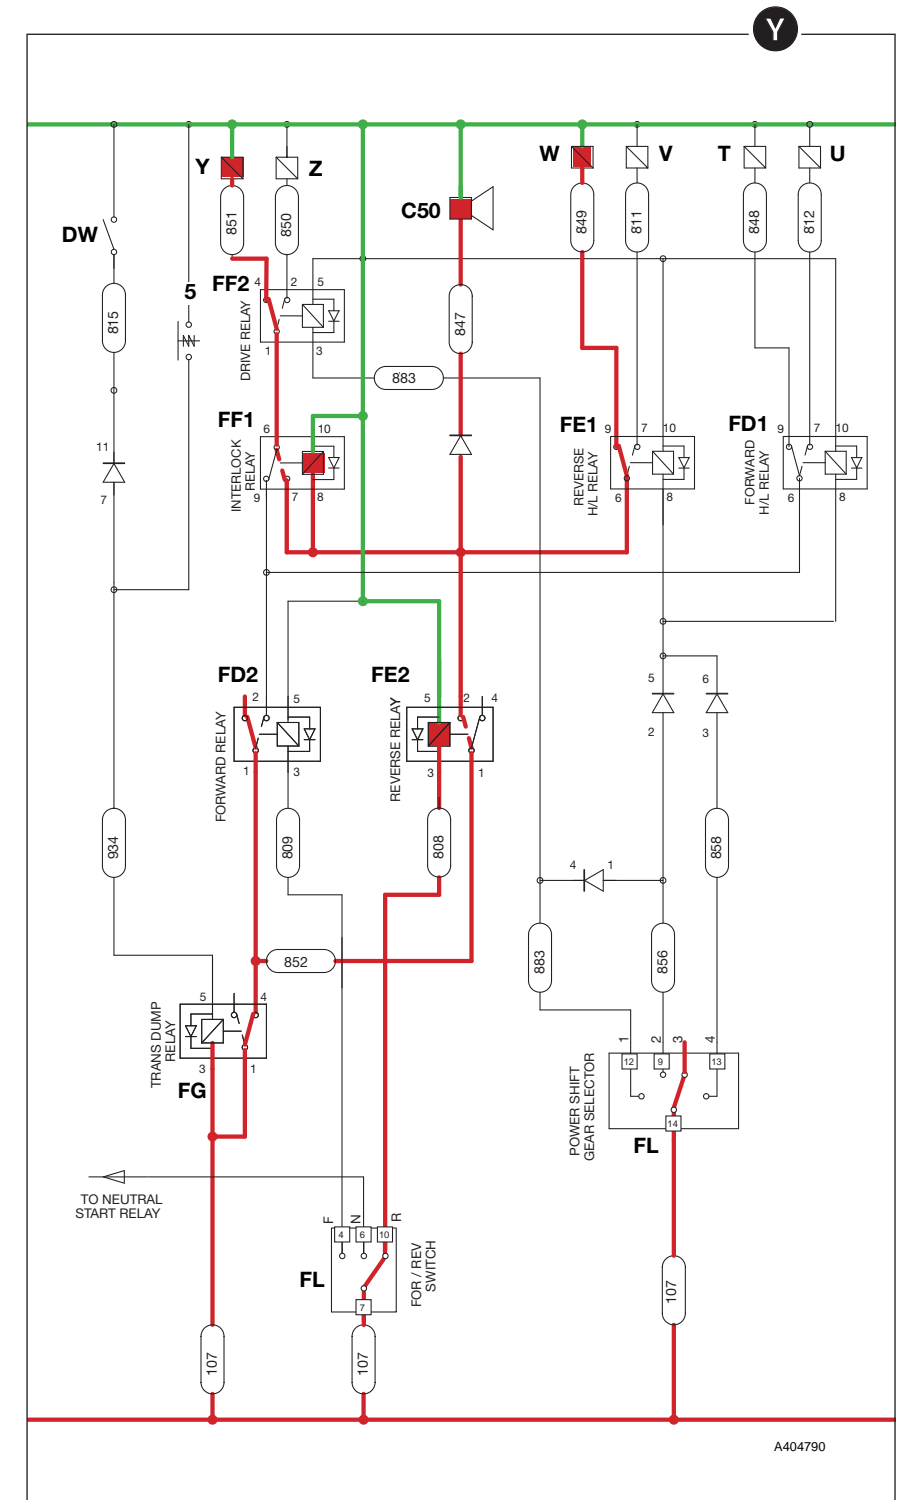 Y
Y
Z
W
V
T
U
C50
851
850
849
811
848
812
DW
FF2
4
2
5
5
815
847
DRIVE RELAY
1
3
883
FF1
6
10
FE1
9
7
10
FD1
9
7
10
11
INTERLOCK
RELAY
REVERSE
H/L RELAY
FORWARD
H/L RELAY
7
9
7
8
6
8
6
8
FD2
2
5
FE2
5
2
4
5
6
FORWARD RELAY
REVERSE RELAY
2
3
1
3
3
1
934
809
808
858
4
1
852
883
856
5
4
TRANS DUMP
RELAY
1
2
3
4
12
9
13
3
1
FG
POWER SHIFT
GEAR SELECTOR
14
FL
TO NEUTRAL
START RELAY
F
N
R
4
6
10
FL
FOR / REV
SWITCH
7
107
107
107
A404790